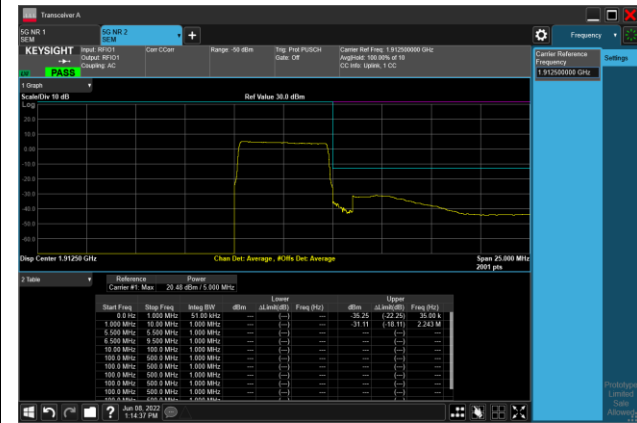 Transceiver A
5G NR 1
SEM
5G NR 2
SEM
Frequency
KEYSIGHT
Input: RFIO1
Output: RFIO1
Coupling: AC
Corr CCorr
Range: -50 dBm
Trig: Prd PUSCH
Gate: Off
Carrier Ref Freq: 1.912500000 GHz
Avg|Hold: 100.00% of 10
CC Info: Uplink, 1 CC
PASS
Carrier Reference
Frequency
1.912500000 GHz
Settings
1 Graph
Scale/Div 10 dB
Ref Value 30.0 dBm
Log
20.0
10.0
0.00
-10.0
-20.0
-30.0
-40.0
-50.0
-60.0
Disp Center 1.91250 GHz
Chan Det: Average , #Offs Det: Average
Span 25.000 MHz
2001 pts
2 Table
Reference Power
Carrier #1: Max 20.48 dBm / 5.000 MHz
Lower Upper
Start Freq Stop Freq Integ BW dBm ΔLimit(dB) Freq (Hz) dBm ΔLimit(dB) Freq (Hz)
0.0 Hz 1.000 MHz 51.00 kHz --- (---) --- -35.25 (-22.25) 35.00 k
1.000 MHz 10.00 MHz 1.000 MHz --- (---) --- -31.11 (-18.11) 2.243 M
5.500 MHz 5.500 MHz 1.000 MHz --- (---) --- --- (---) ---
6.500 MHz 9.500 MHz 1.000 MHz --- (---) --- --- (---) ---
10.00 MHz 100.0 MHz 1.000 MHz --- (---) --- --- (---) ---
100.0 MHz 500.0 MHz 1.000 MHz --- (---) --- --- (---) ---
100.0 MHz 500.0 MHz 1.000 MHz --- (---) --- --- (---) ---
100.0 MHz 500.0 MHz 1.000 MHz --- (---) --- --- (---) ---
100.0 MHz 500.0 MHz 1.000 MHz --- (---) --- --- (---) ---
100.0 MHz 500.0 MHz 1.000 MHz --- (---) --- --- (---) ---
Prototype
Limited
Sale
Allowed
Jun 08, 2022
1:14:37 PM